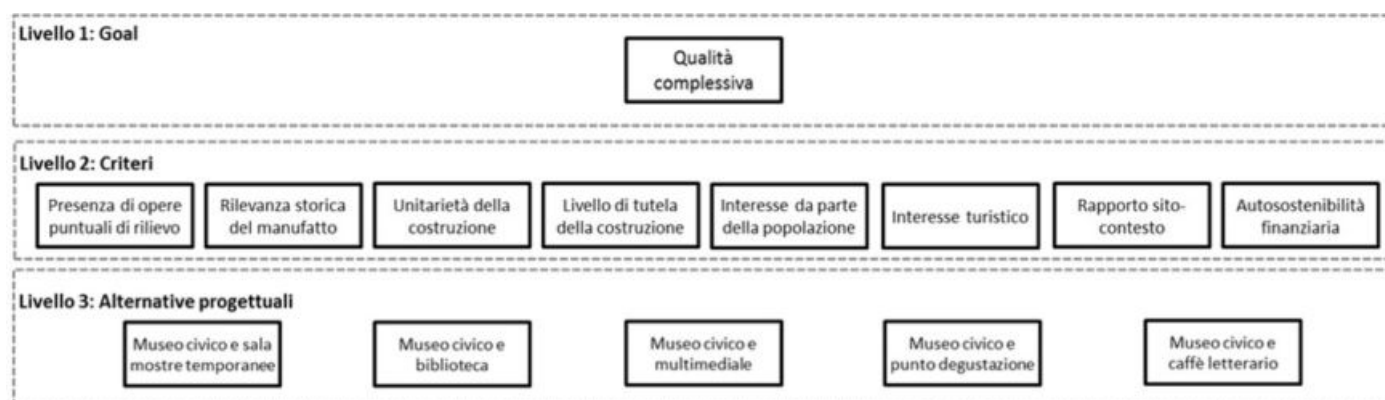 Livello 1: Goal
Qualità
complessiva
Livello 2: Criteri
Presenza di opere
puntuali di rilievo
Rilevanza storica
del manufatto
Unitarietà della
costruzione
Livello di tutela
della costruzione
Interesse da parte
della popolazione
Interesse turistico
Rapporto sito-
contesto
Autosostenibilità
finanziaria
Livello 3: Alternative progettuali
Museo civico e sala
mostre temporanee
Museo civico e
biblioteca
Museo civico e
multimediale
Museo civico e
punto degustazione
Museo civico e
caffè letterario